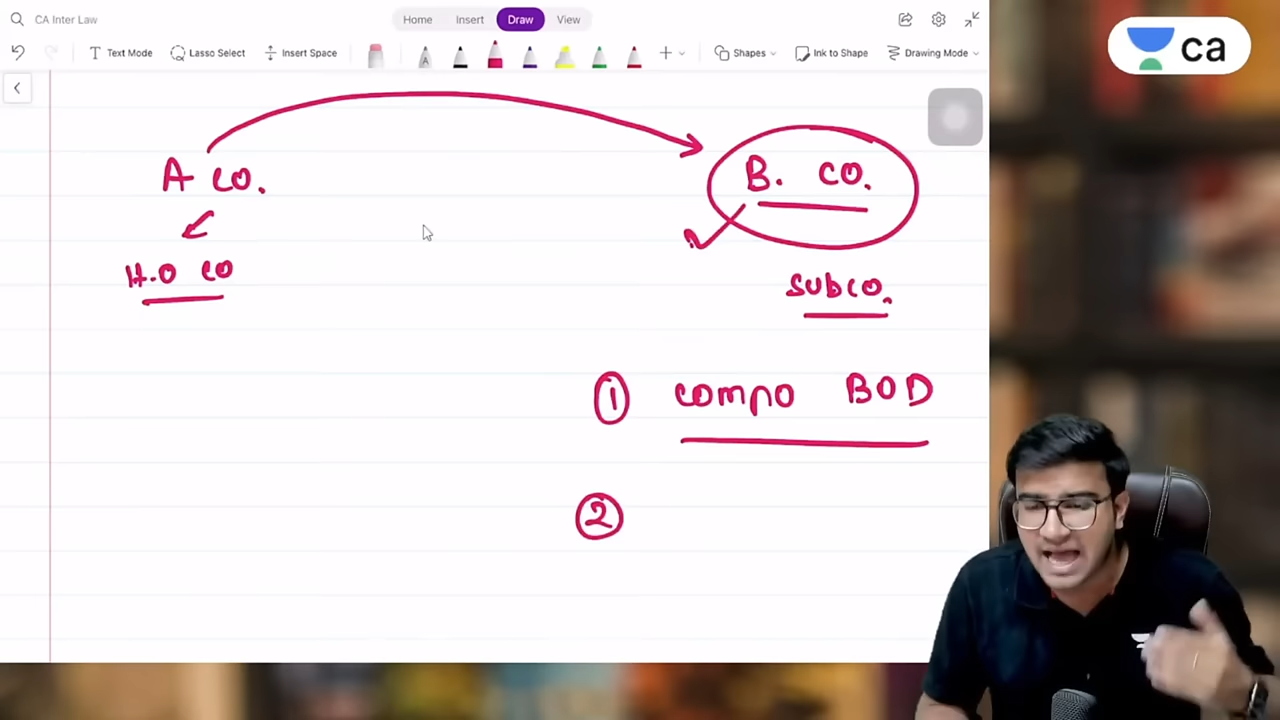 CA Inter Law
Home Insert Draw View
Text Mode Lasso Select Insert Space A Shapes Ink to Shape Drawing Mode
ca
A CO.
B. CO.
H.O CO
SUBCO.
1 compo BOD
2